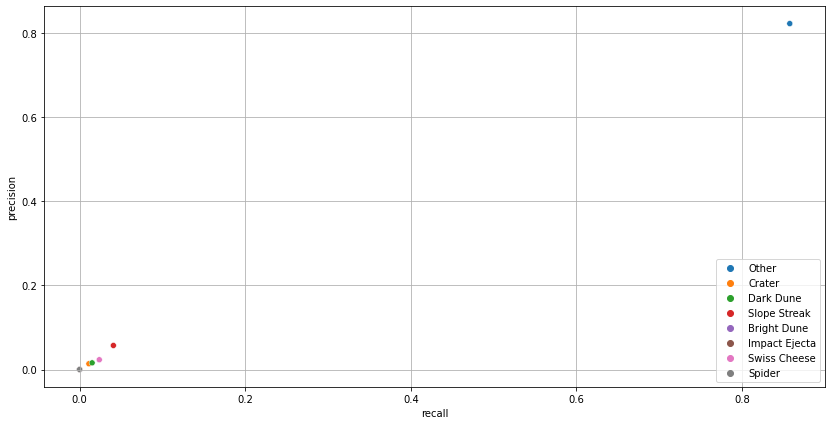 0.8
0.6
0.4
0.2
0.0
precision
0.0 0.2 0.4 0.6 0.8
recall
Other
Crater
Dark Dune
Slope Streak
Bright Dune
Impact Ejecta
Swiss Cheese
Spider